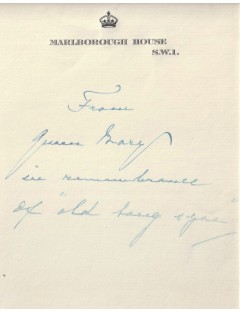 MARLBOROUGH HOUSE
S.W.1.
From
Queen Mary
in remembrance
of "old lang syne"